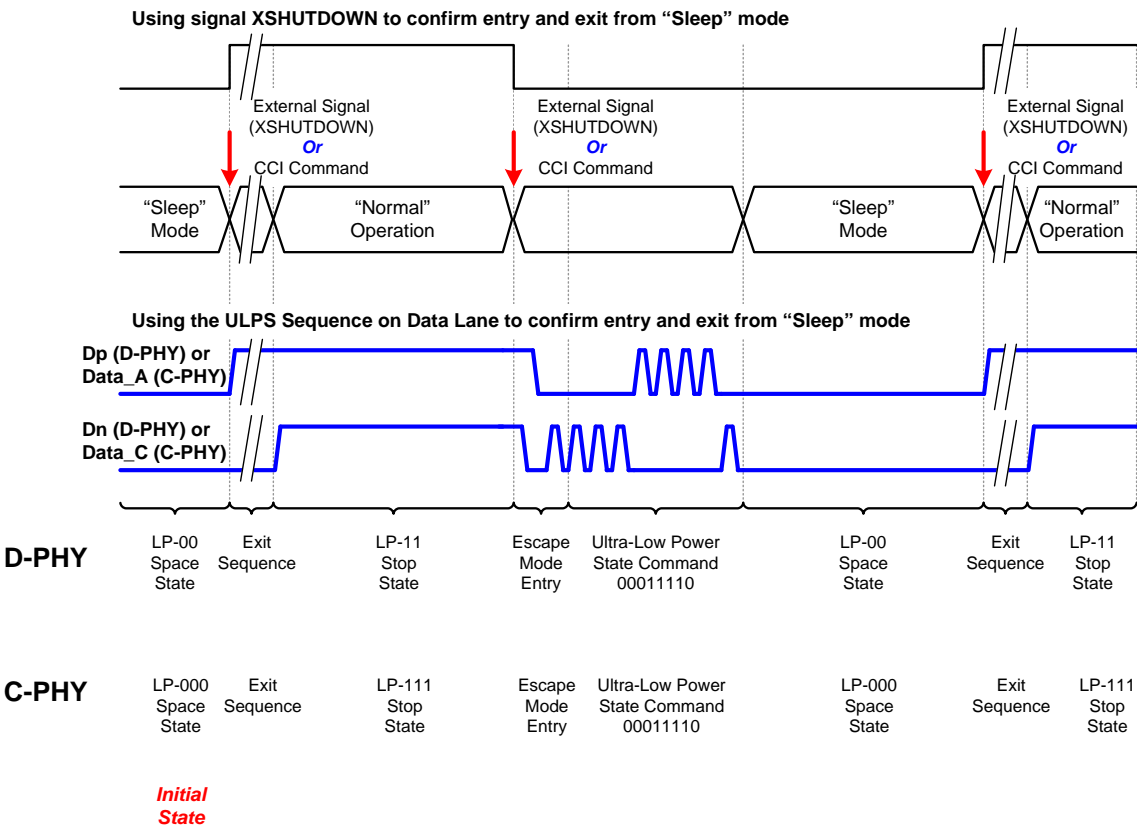 Using signal XSHUTDOWN to confirm entry and exit from “Sleep” mode
External Signal
(XSHUTDOWN)
Or
CCI Command
External Signal
(XSHUTDOWN)
Or
CCI Command
External Signal
(XSHUTDOWN)
Or
CCI Command
“Sleep”
Mode
“Normal”
Operation
“Sleep”
Mode
“Normal”
Operation
Using the ULPS Sequence on Data Lane to confirm entry and exit from “Sleep” mode
Dp (D-PHY) or
Data_A (C-PHY)
Dn (D-PHY) or
Data_C (C-PHY)
D-PHY
LP-00
Space
State
Exit
Sequence
LP-11
Stop
State
Escape
Mode
Entry
Ultra-Low Power
State Command
00011110
LP-00
Space
State
Exit
Sequence
LP-11
Stop
State
C-PHY
LP-000
Space
State
Exit
Sequence
LP-111
Stop
State
Escape
Mode
Entry
Ultra-Low Power
State Command
00011110
LP-000
Space
State
Exit
Sequence
LP-111
Stop
State
Initial
State